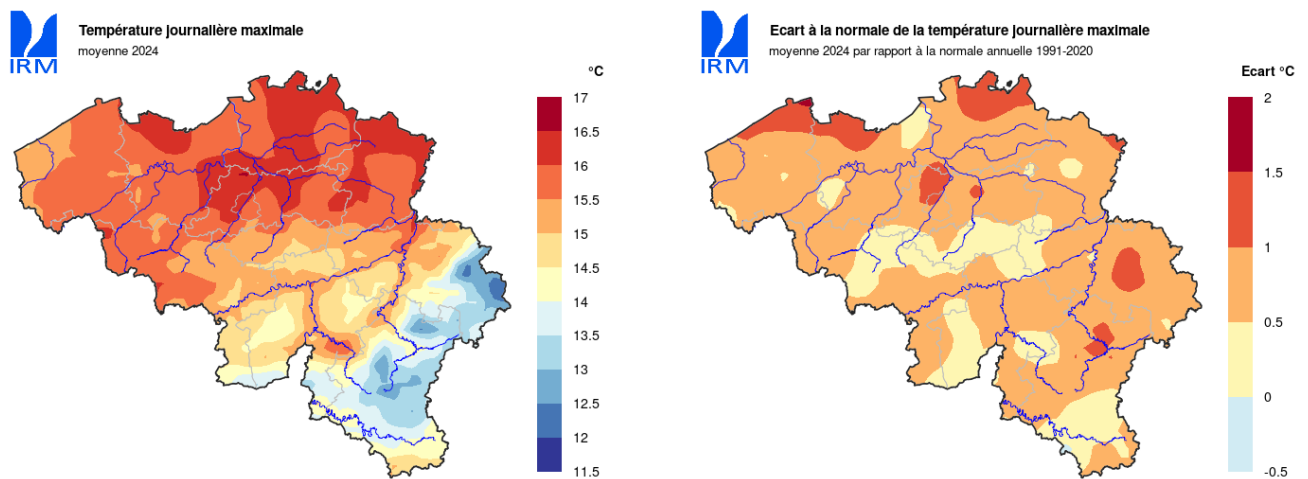 IRM
Température journalière maximale
moyenne 2024
°C
17
16.5
16
15.5
15
14.5
14
13.5
13
12.5
12
11.5
IRM
Ecart à la normale de la température journalière maximale
moyenne 2024 par rapport à la normale annuelle 1991-2020
Ecart °C
2
1.5
1
0.5
0
-0.5